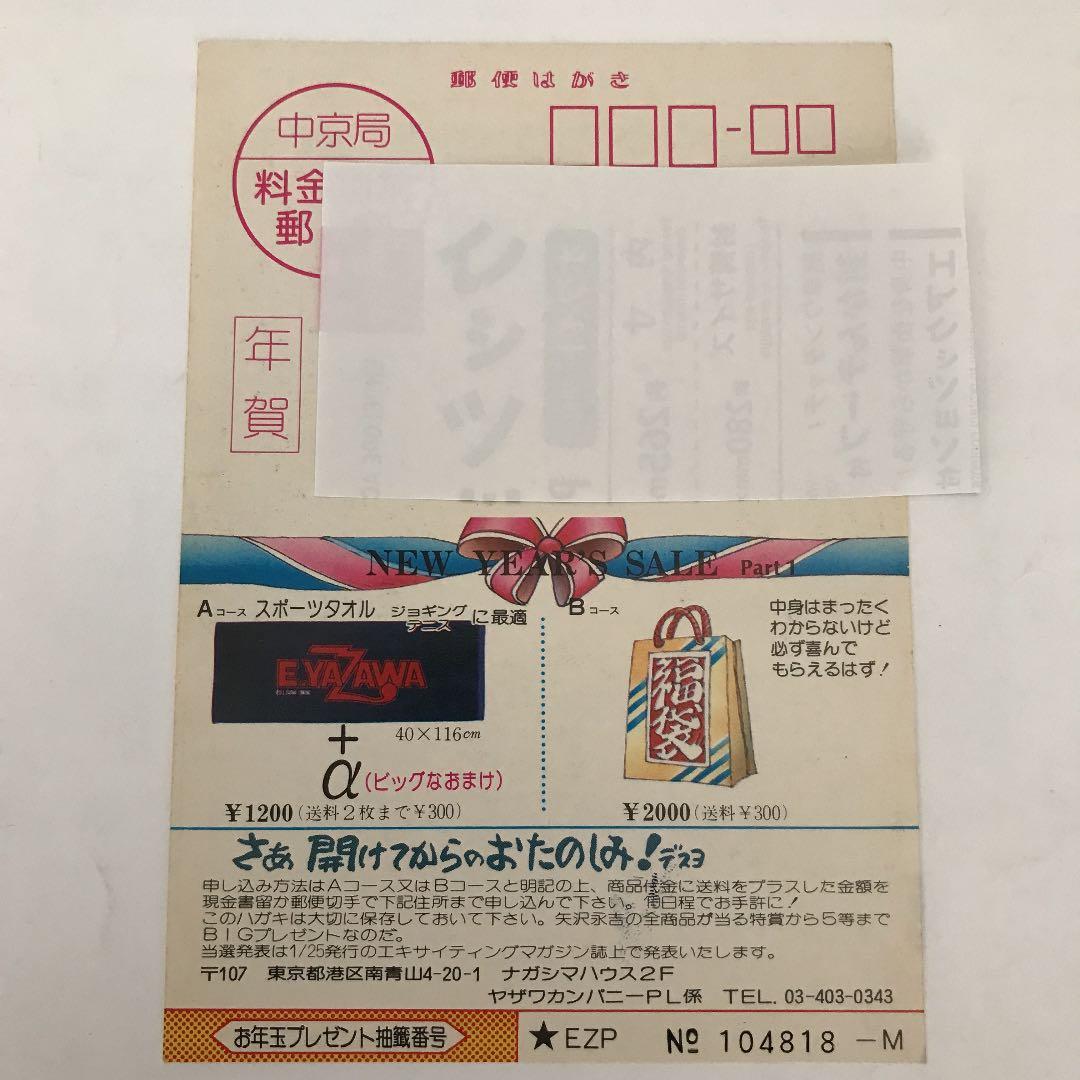 郵便はがき
中京局
料金
郵
年賀
NEW YEAR'S SALE Part 1
Aコース スポーツタオル ジョギング テニス に最適
E.YAZAWA
+
40×116cm
α(ビッグなおまけ)
¥1200(送料2枚まで¥300)
Bコース
中身はまったく
わからないけど
必ず喜んで
もらえるはず!
福袋
¥2000(送料¥300)
さあ 開けてからのおたのしみ!デスヨ
申し込み方法はAコース又はBコースと明記の上、商品代金に送料をプラスした金額を
現金書留か郵便切手で下記住所まで申し込んで下さい。 日程でお手許に!
このハガキは大切に保存しておいて下さい。矢沢永吉の全商品が当る特賞から5等まで
BIGプレゼントなのだ。
当選発表は1/25発行のエキサイティングマガジン誌上で発表いたします。
〒107 東京都港区南青山4-20-1 ナガシマハウス2F
ヤザワカンパニーPL係 TEL. 03-403-0343
お年玉プレゼント抽籤番号
★EZP № 104818 -M